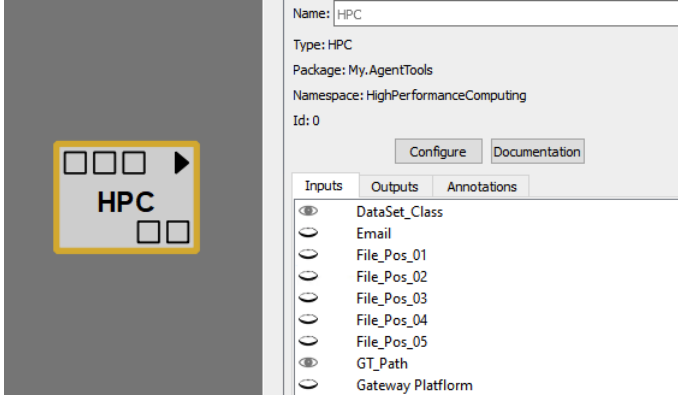 HPC
Name: HPC
Type: HPC
Package: My.AgentTools
Namespace: HighPerformanceComputing
Id: 0
Configure Documentation
Inputs Outputs Annotations
DataSet_Class
Email
File_Pos_01
File_Pos_02
File_Pos_03
File_Pos_04
File_Pos_05
GT_Path
Gateway Platflorm